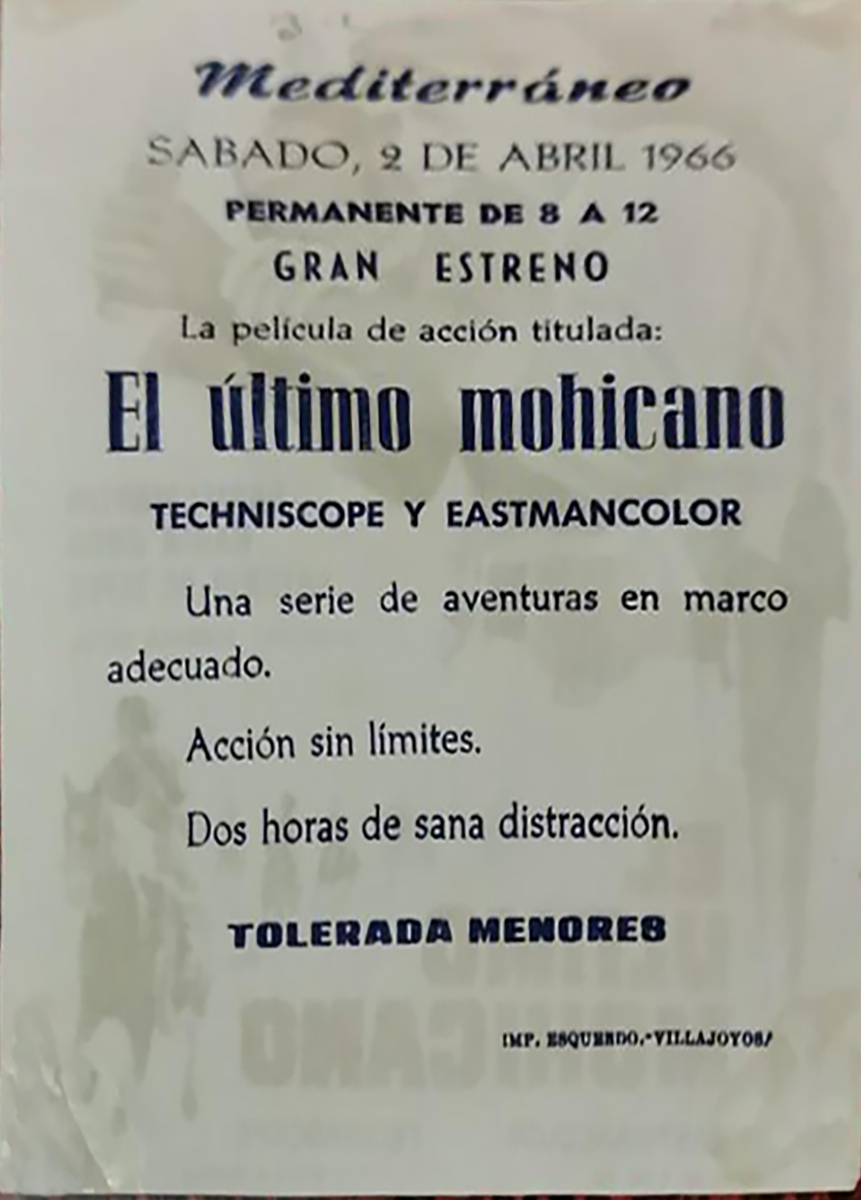 Mediterráneo
SABADO, 2 DE ABRIL 1966
PERMANENTE DE 8 A 12
GRAN ESTRENO
La película de acción titulada:
El último mohicano
TECHNISCOPE Y EASTMANCOLOR
Una serie de aventuras en marco
adecuado.
Acción sin límites.
Dos horas de sana distracción.
TOLERADA MENORES
IMP. ESQUERDO.-VILLAJOYOSA